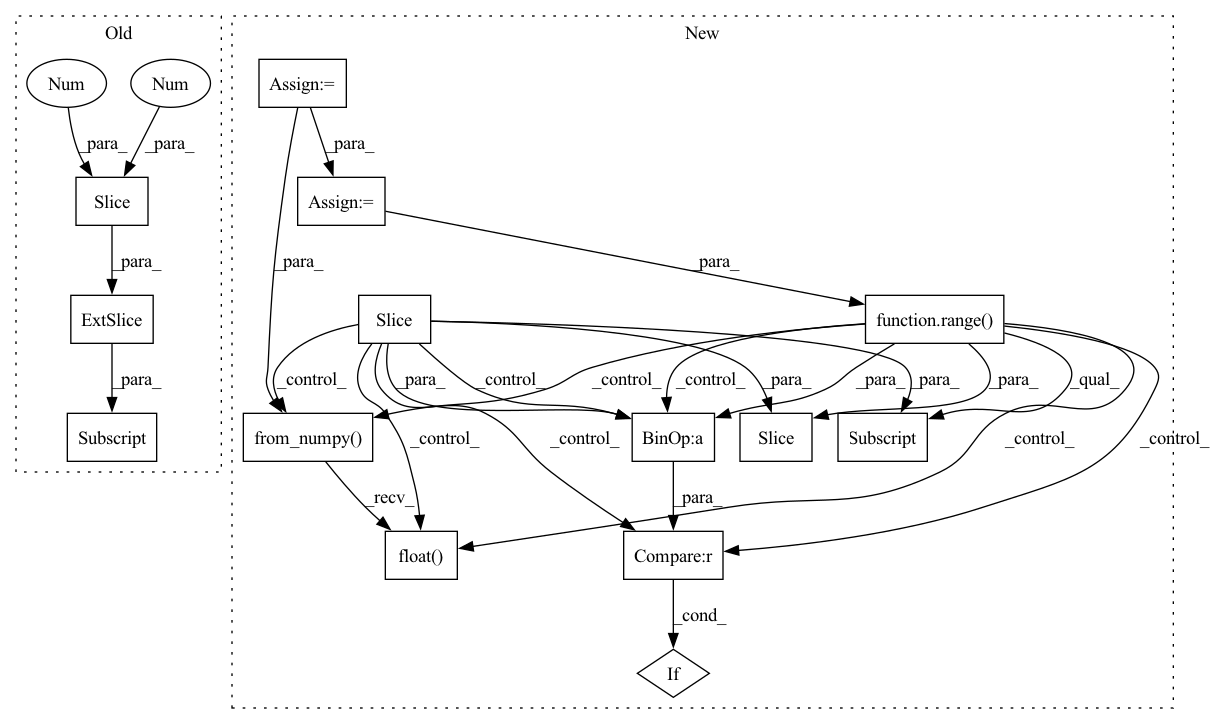 Old
New
Num
Num
Assign:=
_para_
_para_
_para_
Slice
Assign:=
_para_
_para_
_para_
ExtSlice
Slice
function.range()
_para_
_control_
_para_
_control_
_control_
_control_
_para_
_para_
_para_
_para_
_qual_
Subscript
from_numpy()
BinOp:a
Slice
Subscript
_control_
_control_
_control_
_control_
_recv_
_para_
float()
Compare:r
_cond_
If